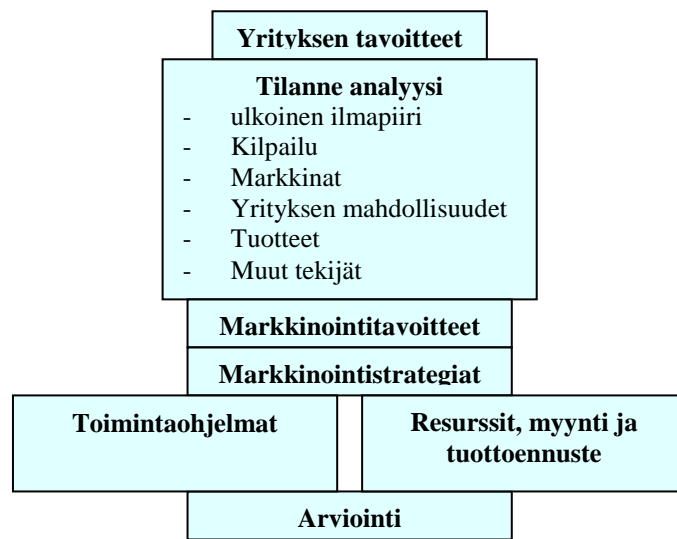 Yrityksen tavoitteet
Tilanne analyysi
- ulkoinen ilmapiiri
- Kilpailu
- Markkinat
- Yrityksen mahdollisuudet
- Tuotteet
- Muut tekijät
Markkinointitavoitteet
Markkinointistrategiat
Toimintaohjelmat
Resurssit, myynti ja
tuottoennuste
Arviointi